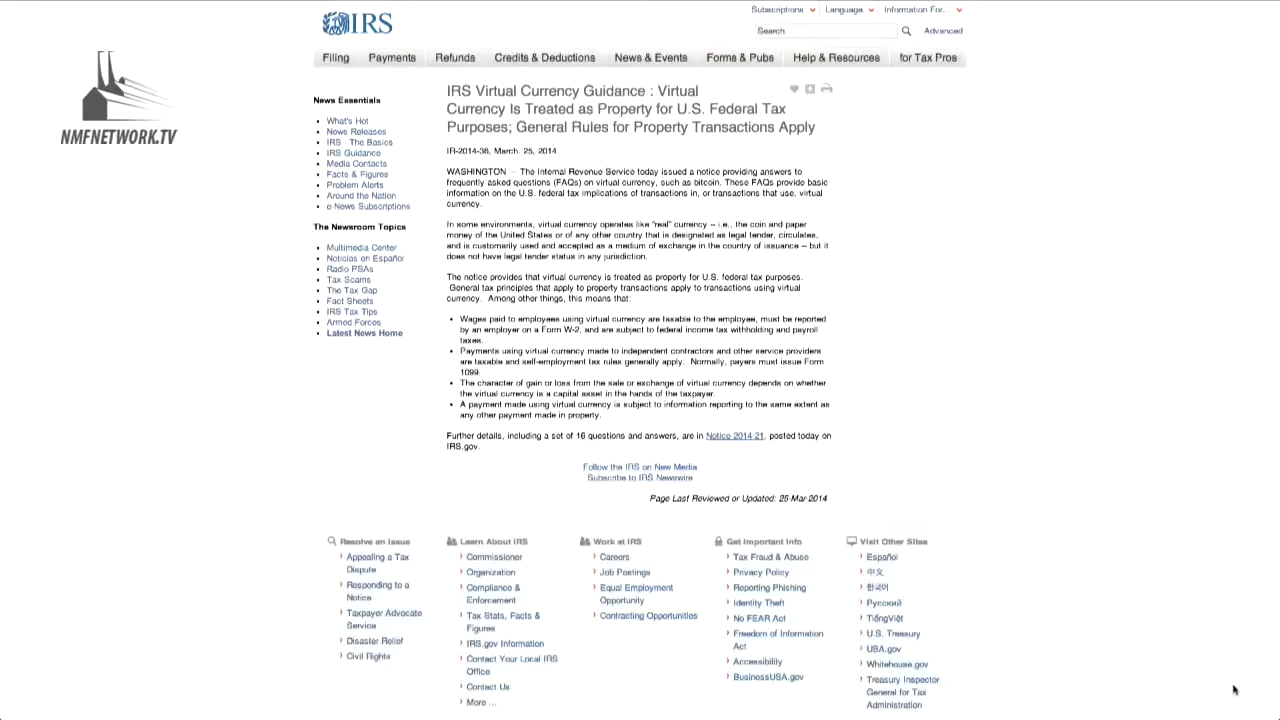 Subscriptions
Language
Information For...
IRS
Search
Advanced
Filing
Payments
Refunds
Credits & Deductions
News & Events
Forms & Pubs
Help & Resources
for Tax Pros
NMFNETWORK.TV
News Essentials
What's Hot
News Releases
IRS - The Basics
IRS Guidance
Media Contacts
Facts & Figures
Problem Alerts
Around the Nation
e-News Subscriptions
The Newsroom Topics
Multimedia Center
Noticias en Español
Radio PSAs
Tax Scams
The Tax Gap
Fact Sheets
IRS Tax Tips
Armed Forces
Latest News Home
IRS Virtual Currency Guidance : Virtual
Currency Is Treated as Property for U.S. Federal Tax
Purposes; General Rules for Property Transactions Apply
IR-2014-36, March. 25, 2014
WASHINGTON — The Internal Revenue Service today issued a notice providing answers to
frequently asked questions (FAQs) on virtual currency, such as bitcoin. These FAQs provide basic
information on the U.S. federal tax implications of transactions in, or transactions that use, virtual
currency.
In some environments, virtual currency operates like "real" currency -- i.e., the coin and paper
money of the United States or of any other country that is designated as legal tender, circulates,
and is customarily used and accepted as a medium of exchange in the country of issuance -- but it
does not have legal tender status in any jurisdiction.
The notice provides that virtual currency is treated as property for U.S. federal tax purposes.
General tax principles that apply to property transactions apply to transactions using virtual
currency. Among other things, this means that:
Wages paid to employees using virtual currency are taxable to the employee, must be reported
by an employer on a Form W-2, and are subject to federal income tax withholding and payroll
taxes.
Payments using virtual currency made to independent contractors and other service providers
are taxable and self-employment tax rules generally apply. Normally, payers must issue Form
1099.
The character of gain or loss from the sale or exchange of virtual currency depends on whether
the virtual currency is a capital asset in the hands of the taxpayer.
A payment made using virtual currency is subject to information reporting to the same extent as
any other payment made in property.
Further details, including a set of 16 questions and answers, are in Notice 2014-21, posted today on
IRS.gov.
Follow the IRS on New Media
Subscribe to IRS Newswire
Page Last Reviewed or Updated: 25-Mar-2014
Resolve an Issue
Appealing a Tax
Dispute
Responding to a
Notice
Taxpayer Advocate
Service
Disaster Relief
Civil Rights
Learn About IRS
Commissioner
Organization
Compliance &
Enforcement
Tax Stats, Facts &
Figures
IRS.gov Information
Contact Your Local IRS
Office
Contact Us
More ...
Work at IRS
Careers
Job Postings
Equal Employment
Opportunity
Contracting Opportunities
Get Important Info
Tax Fraud & Abuse
Privacy Policy
Reporting Phishing
Identity Theft
No FEAR Act
Freedom of Information
Act
Accessibility
BusinessUSA.gov
Visit Other Sites
Español
中文
한국어
Русский
TiếngViệt
U.S. Treasury
USA.gov
Whitehouse.gov
Treasury Inspector
General for Tax
Administration